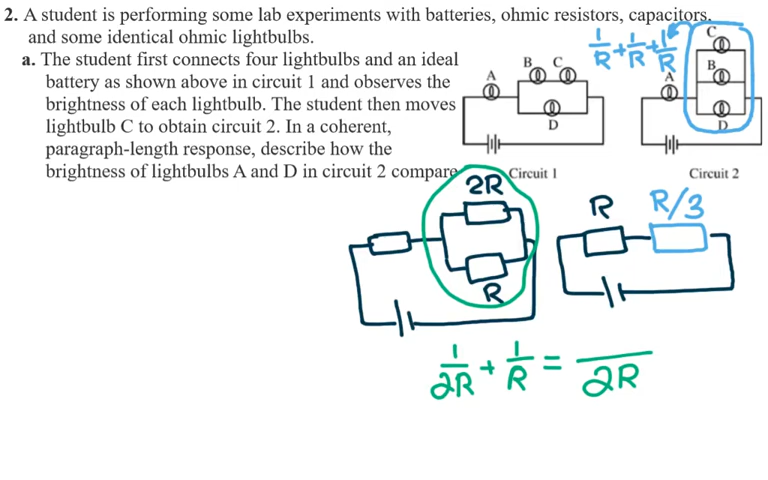 2. A student is performing some lab experiments with batteries, ohmic resistors, capacitors,
and some identical ohmic lightbulbs.
a. The student first connects four lightbulbs and an ideal
battery as shown above in circuit 1 and observes the
brightness of each lightbulb. The student then moves
lightbulb C to obtain circuit 2. In a coherent,
paragraph-length response, describe how the
brightness of lightbulbs A and D in circuit 2 compare
A B C
D
Circuit 1
1/R + 1/R + 1/R
C
B
A
D
Circuit 2
2R
R
R R/3
1/2R + 1/R = /2R